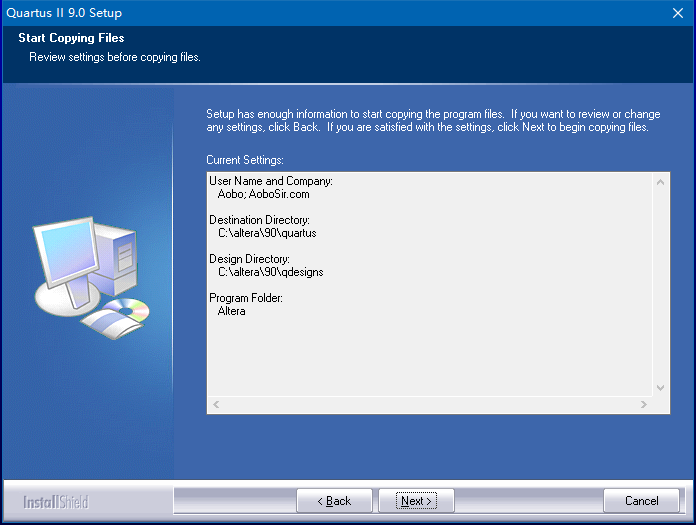 Quartus II 9.0 Setup
Start Copying Files
Review settings before copying files.
Setup has enough information to start copying the program files.  If you want to review or change
any settings, click Back.  If you are satisfied with the settings, click Next to begin copying files.
Current Settings:
User Name and Company:
Aobo; AoboSir.com
Destination Directory:
C:\altera\90\quartus
Design Directory:
C:\altera\90\qdesigns
Program Folder:
Altera
InstallShield
< Back
Next >
Cancel